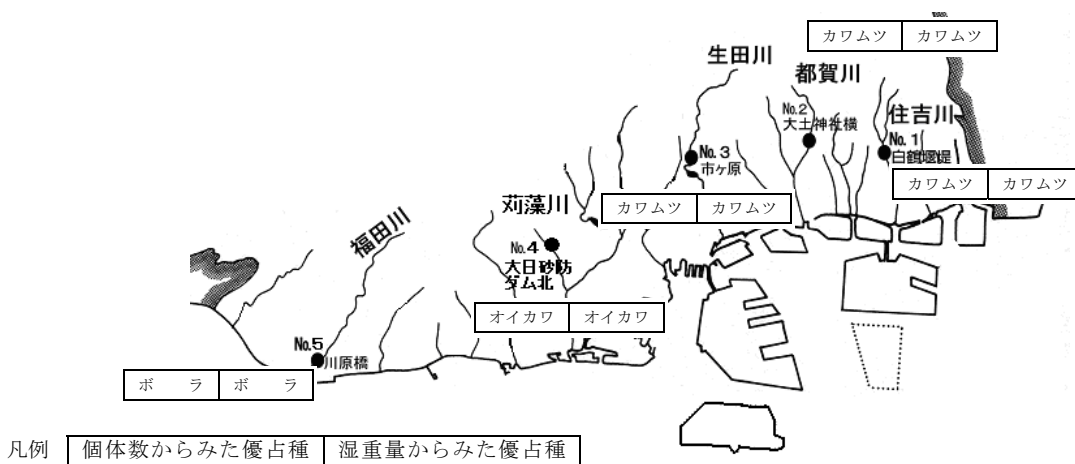 カワムツ カワムツ
生田川
都賀川
住吉川
No.2
大土神社横
No.1
白鶴堰堤
No.3
市ケ原
カワムツ カワムツ
カワムツ カワムツ
苅藻川
福田川
No.4
大日砂防
ダム北
オイカワ オイカワ
No.5
川原橋
ボラ ボラ
凡例 個体数からみた優占種 湿重量からみた優占種